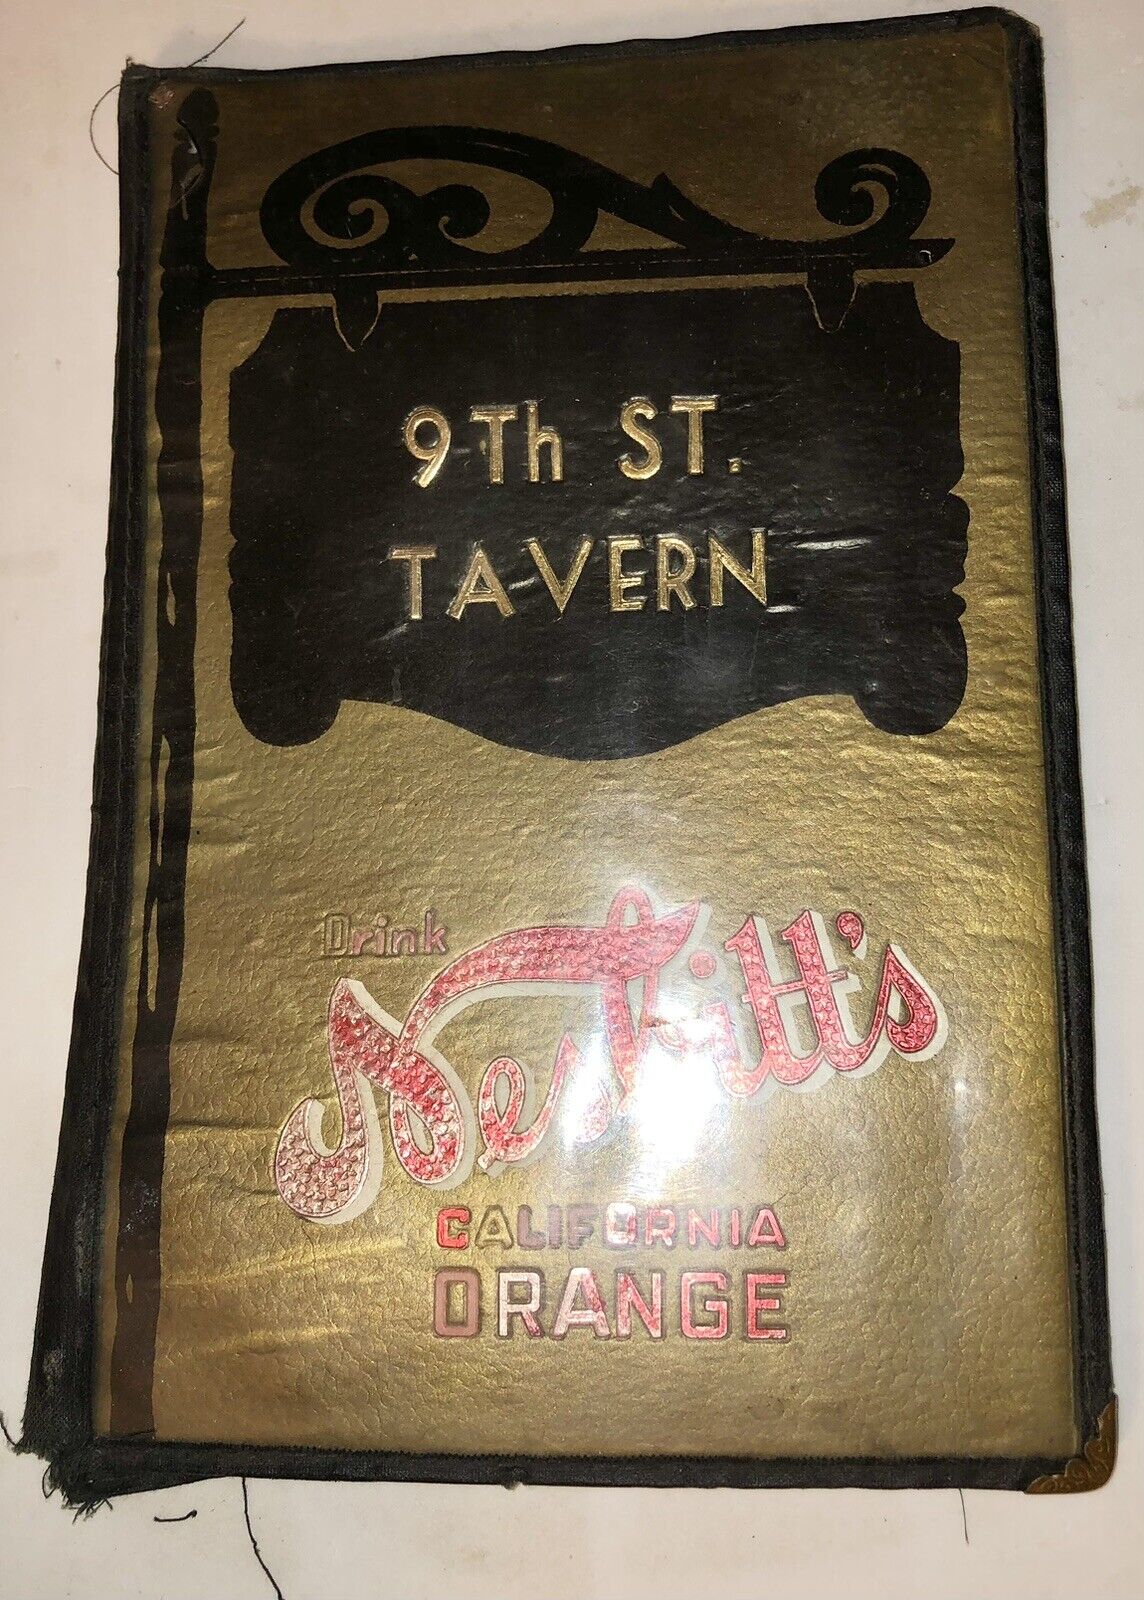 9Th ST.
TAVERN
Drink
Nesbitt's
CALIFORNIA
ORANGE